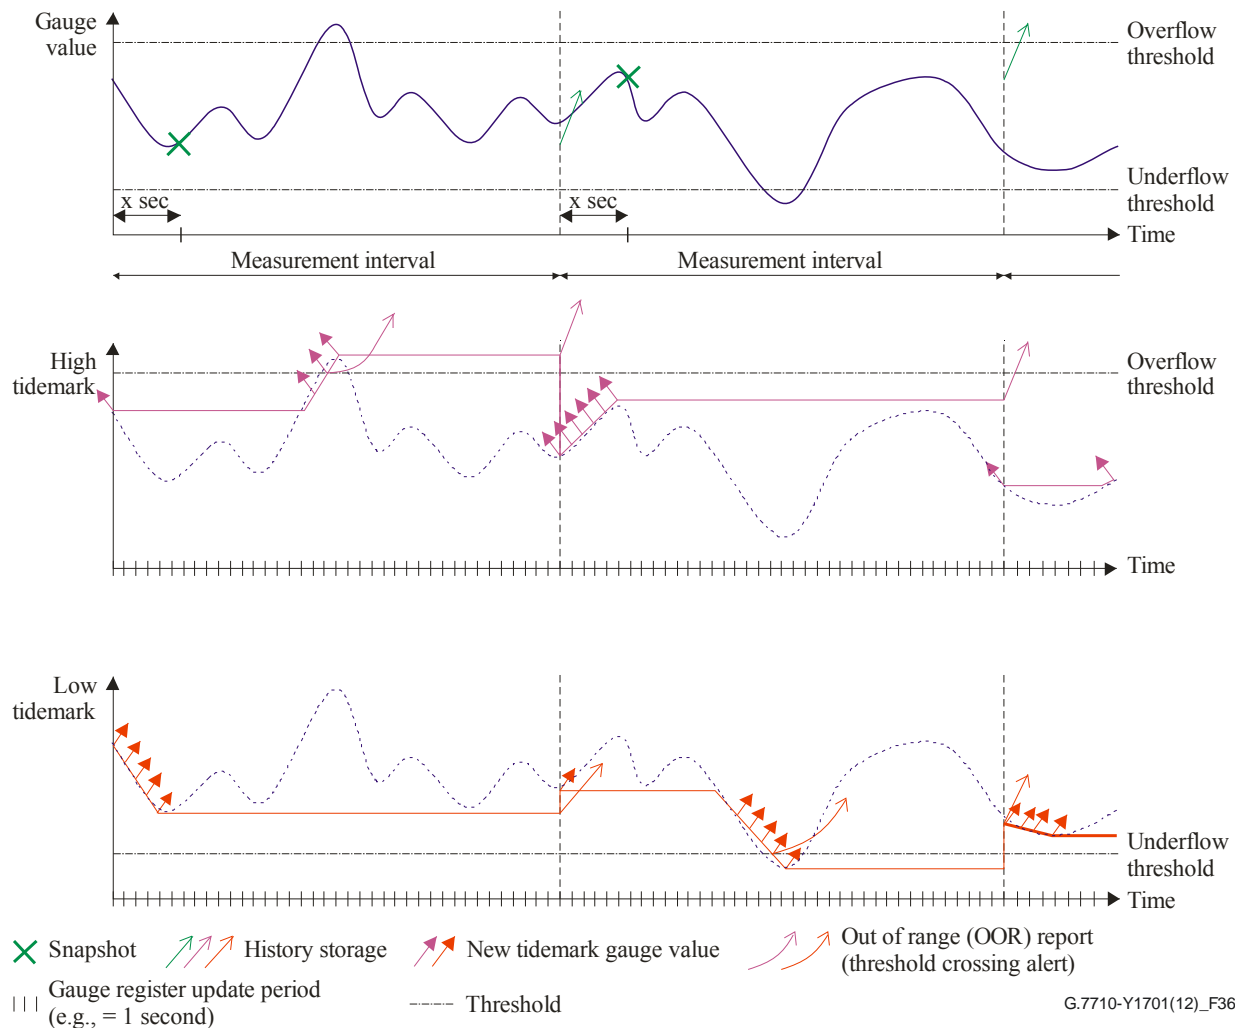 Gauge
value
Overflow
threshold
Underflow
threshold
x sec
x sec
Time
Measurement interval
Measurement interval
High
tidemark
Overflow
threshold
Time
Low
tidemark
Underflow
threshold
Time
Snapshot
History storage
New tidemark gauge value
Out of range (OOR) report
(threshold crossing alert)
Gauge register update period
(e.g., = 1 second)
Threshold
G.7710-Y1701(12)_F36